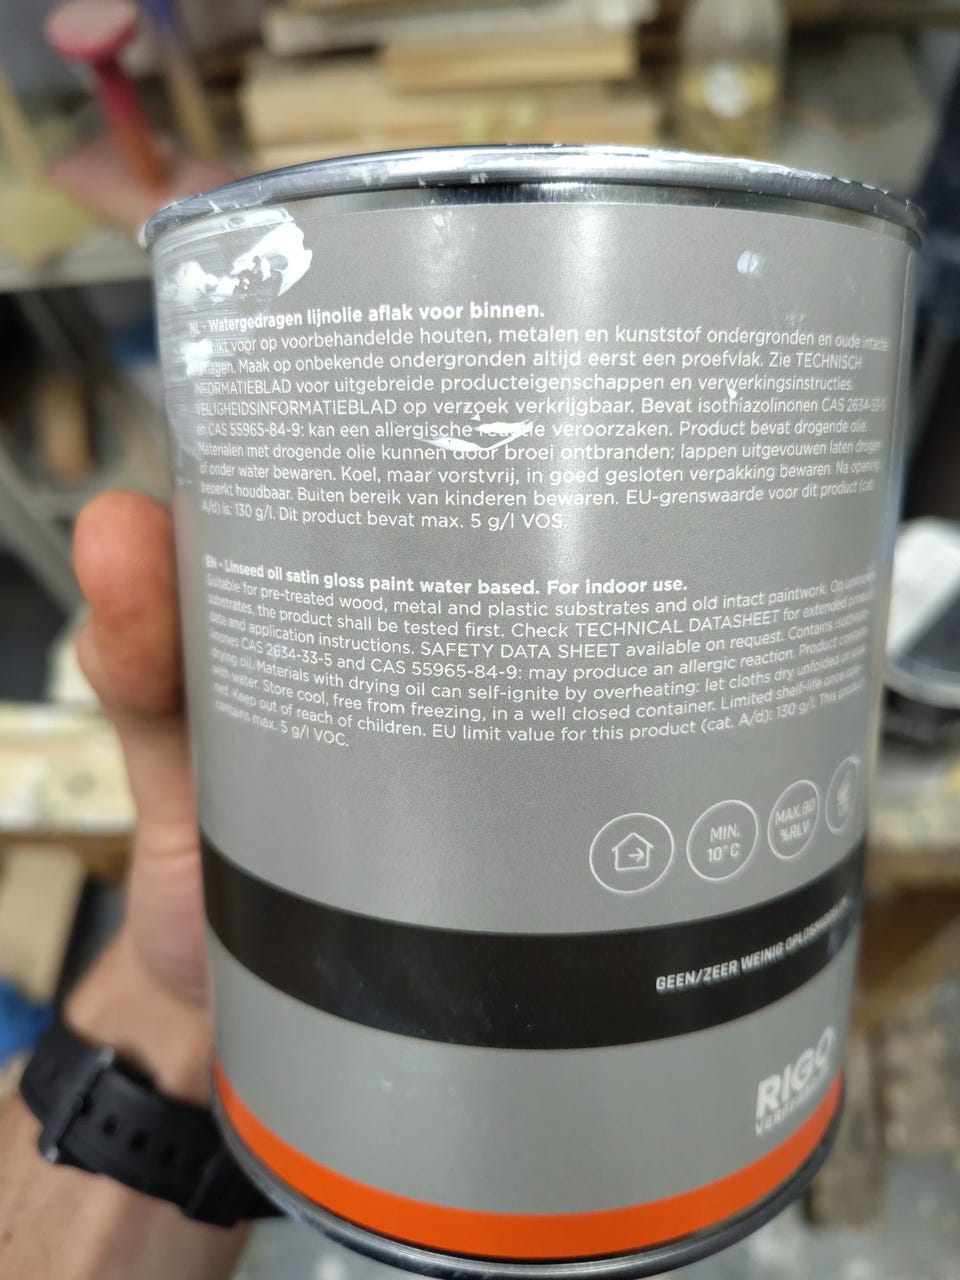 NL - Watergedragen lijnolie aflak voor binnen.
voor op voorbehandelde houten, metalen en kunststof ondergronden en oude intacte
Maak op onbekende ondergronden altijd eerst een proefvlak. Zie TECHNISCH
INFORMATIEBLAD voor uitgebreide producteigenschappen en verwerkingsinstructies.
VEILIGHEIDSINFORMATIEBLAD op verzoek verkrijgbaar. Bevat isothiazolinonen CAS 2634-33-5
en CAS 55965-84-9: kan een allergische veroorzaken. Product bevat drogende olie.
Materialen met drogende olie kunnen door broei ontbranden: lappen uitgevouwen laten drogen
of onder water bewaren. Koel, maar vorstvrij, in goed gesloten verpakking bewaren. Na opening
beperkt houdbaar. Buiten bereik van kinderen bewaren. EU-grenswaarde voor dit product (cat.
A/d) is: 130 g/l. Dit product bevat max. 5 g/l VOS.
EN - Linseed oil satin gloss paint water based. For indoor use.
Suitable for pre-treated wood, metal and plastic substrates and old intact paintwork. On
substrates, the product shall be tested first. Check TECHNICAL DATASHEET for extended product
data and application instructions. SAFETY DATA SHEET available on request. Contains
linones CAS 2634-33-5 and CAS 55965-84-9: may produce an allergic reaction. Product contains
drying oil. Materials with drying oil can self-ignite by overheating: let cloths dry unfolded or
with water. Store cool, free from freezing, in a well closed container. Limited shelf-life once
ned. Keep out of reach of children. EU limit value for this product (cat. A/d): 130 g/l. This product
contains max. 5 g/l VOC.
MIN.
10°C
MAX. 80
%RLV
GEEN/ZEER WEINIG
RIGO